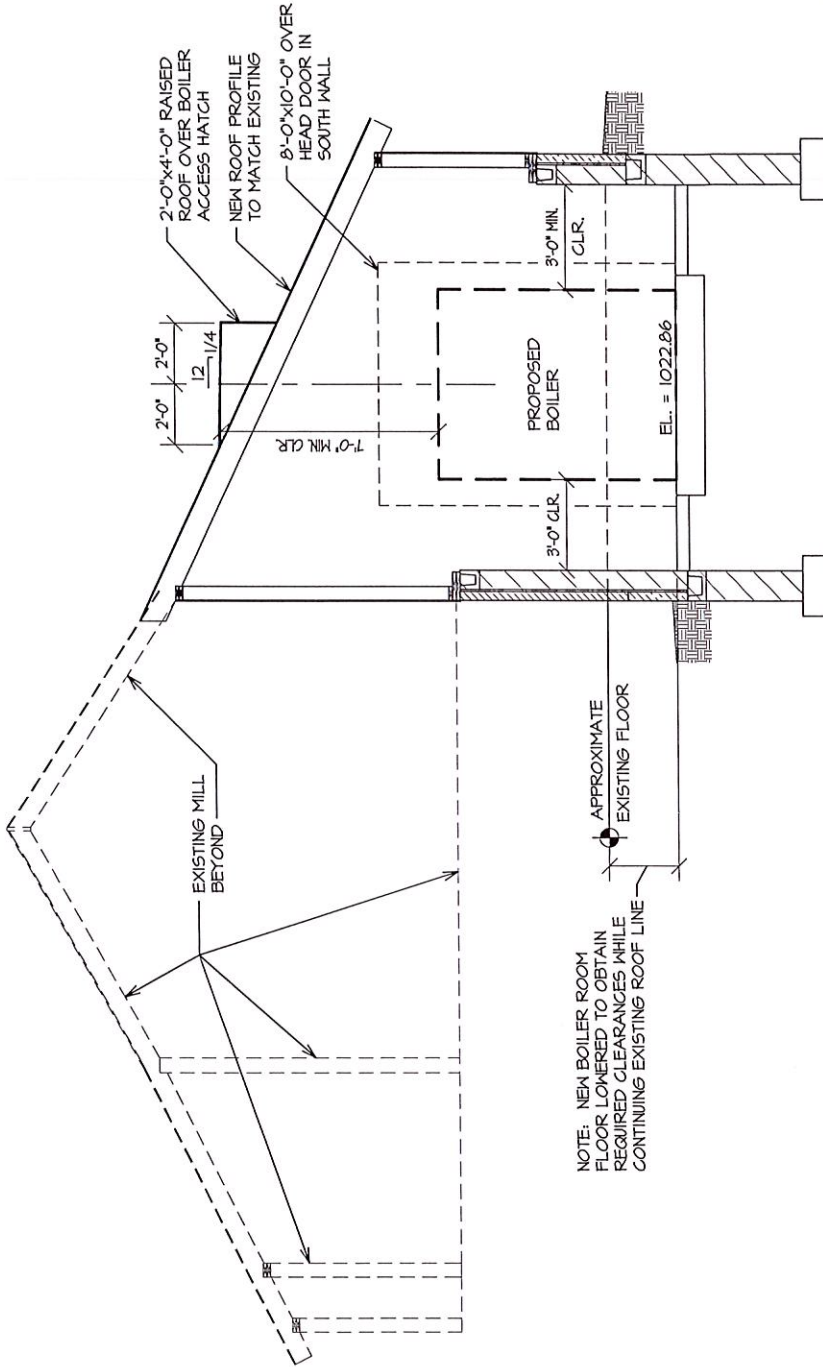 2'-0"x4'-0" RAISED
ROOF OVER BOILER
ACCESS HATCH
NEW ROOF PROFILE
TO MATCH EXISTING
8'-0"x10'-0" OVER
HEAD DOOR IN
SOUTH WALL
2'-0"
2'-0"
12
1/4
7'-0" MIN. CLR.
3'-0" MIN.
CLR.
3'-0" CLR.
PROPOSED
BOILER
EL. = 1022.86
EXISTING MILL
BEYOND
APPROXIMATE
EXISTING FLOOR
NOTE: NEW BOILER ROOM
FLOOR LOWERED TO OBTAIN
REQUIRED CLEARANCES WHILE
CONTINUING EXISTING ROOF LINE